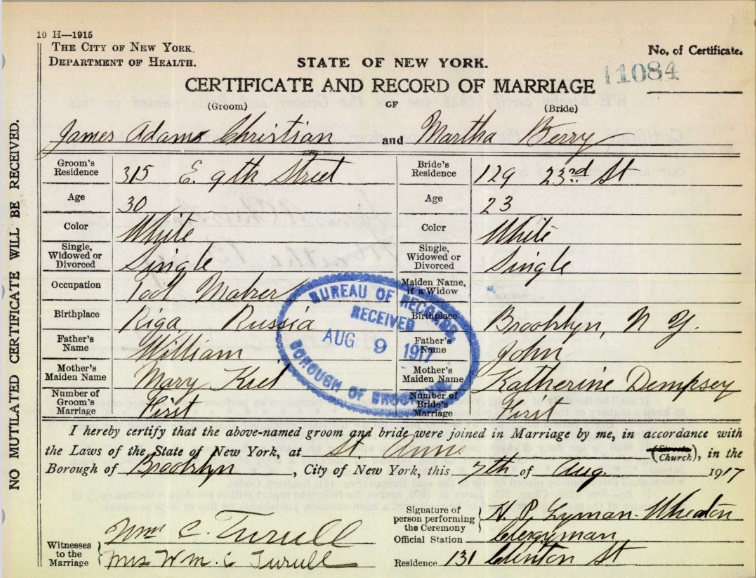 10 H—1915
THE CITY OF NEW YORK.
DEPARTMENT OF HEALTH.
No. of Certificate.
STATE OF NEW YORK.
11084
CERTIFICATE AND RECORD OF MARRIAGE
(Groom) OF (Bride)
James Adams Christian and Martha Berry
Groom's Residence 315 E. 9th Street Bride's Residence 129 23rd St
Age 30 Age 23
Color White Color White
Single, Widowed or Divorced Single Single, Widowed or Divorced Single
Occupation Tool Maker Maiden Name, if a Widow
Birthplace Riga, Russia Birthplace Brooklyn, N Y.
Father's Name William Father's Name John
Mother's Maiden Name Mary Mother's Maiden Name Katherine Dempsey
Number of Groom's Marriage First Number of Bride's Marriage First
BUREAU OF RECORDS
RECEIVED
AUG 9 1917
BOROUGH OF BROOKLYN
I hereby certify that the above-named groom and bride were joined in Marriage by me, in accordance with
the Laws of the State of New York, at St. Anns (Church), in the
Borough of Brooklyn, City of New York, this 7th of Aug. 1917
Witnesses to the Marriage
Wm C. Turull
Mrs Wm. C Turull
Signature of person performing the Ceremony H. P. Lyman-Wheaton
Official Station Clergyman
Residence 131 Clinton St
NO MUTILATED CERTIFICATE WILL BE RECEIVED.